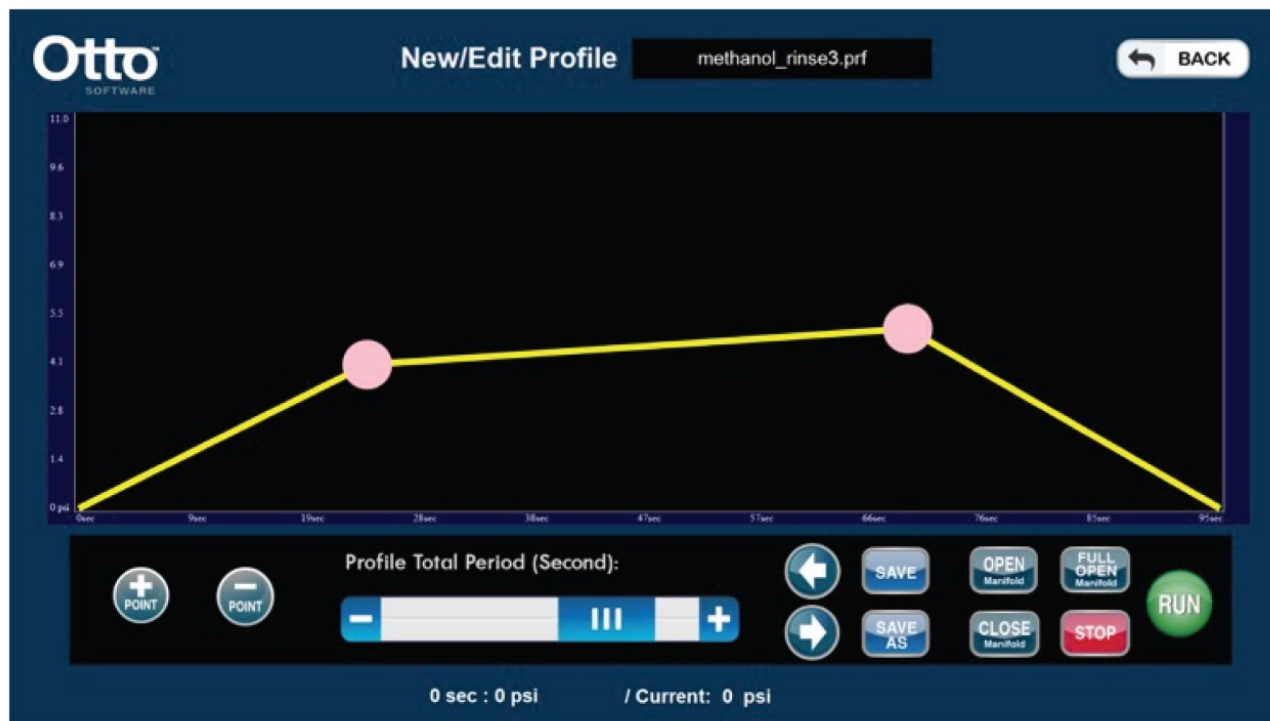 Otto™
SOFTWARE
New/Edit Profile
methanol_rinse3.prf
BACK
11.0
9.6
8.3
6.9
5.5
4.1
2.8
1.4
0 psi
0sec 9sec 19sec 28sec 38sec 47sec 57sec 66sec 76sec 85sec 95sec
+
POINT
−
POINT
Profile Total Period (Second):
− +
SAVE
OPEN
Manifold
FULL
OPEN
Manifold
RUN
SAVE
AS
CLOSE
Manifold
STOP
0 sec : 0 psi / Current: 0 psi